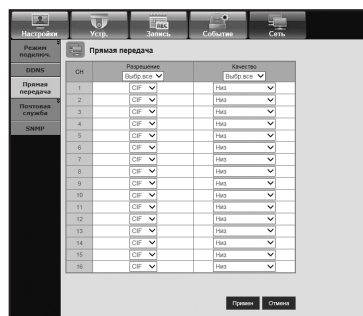 Настройки Устр. Запись Событие Сеть
REC
Режим подключ.
DDNS
Прямая передача
Почтовая служба
SNMP
Прямая передача
CH Разрешение Качество
Выбр.все Выбр.все
1 CIF Низ
2 CIF Низ
3 CIF Низ
4 CIF Низ
5 CIF Низ
6 CIF Низ
7 CIF Низ
8 CIF Низ
9 CIF Низ
10 CIF Низ
11 CIF Низ
12 CIF Низ
13 CIF Низ
14 CIF Низ
15 CIF Низ
16 CIF Низ
Примен Отмена